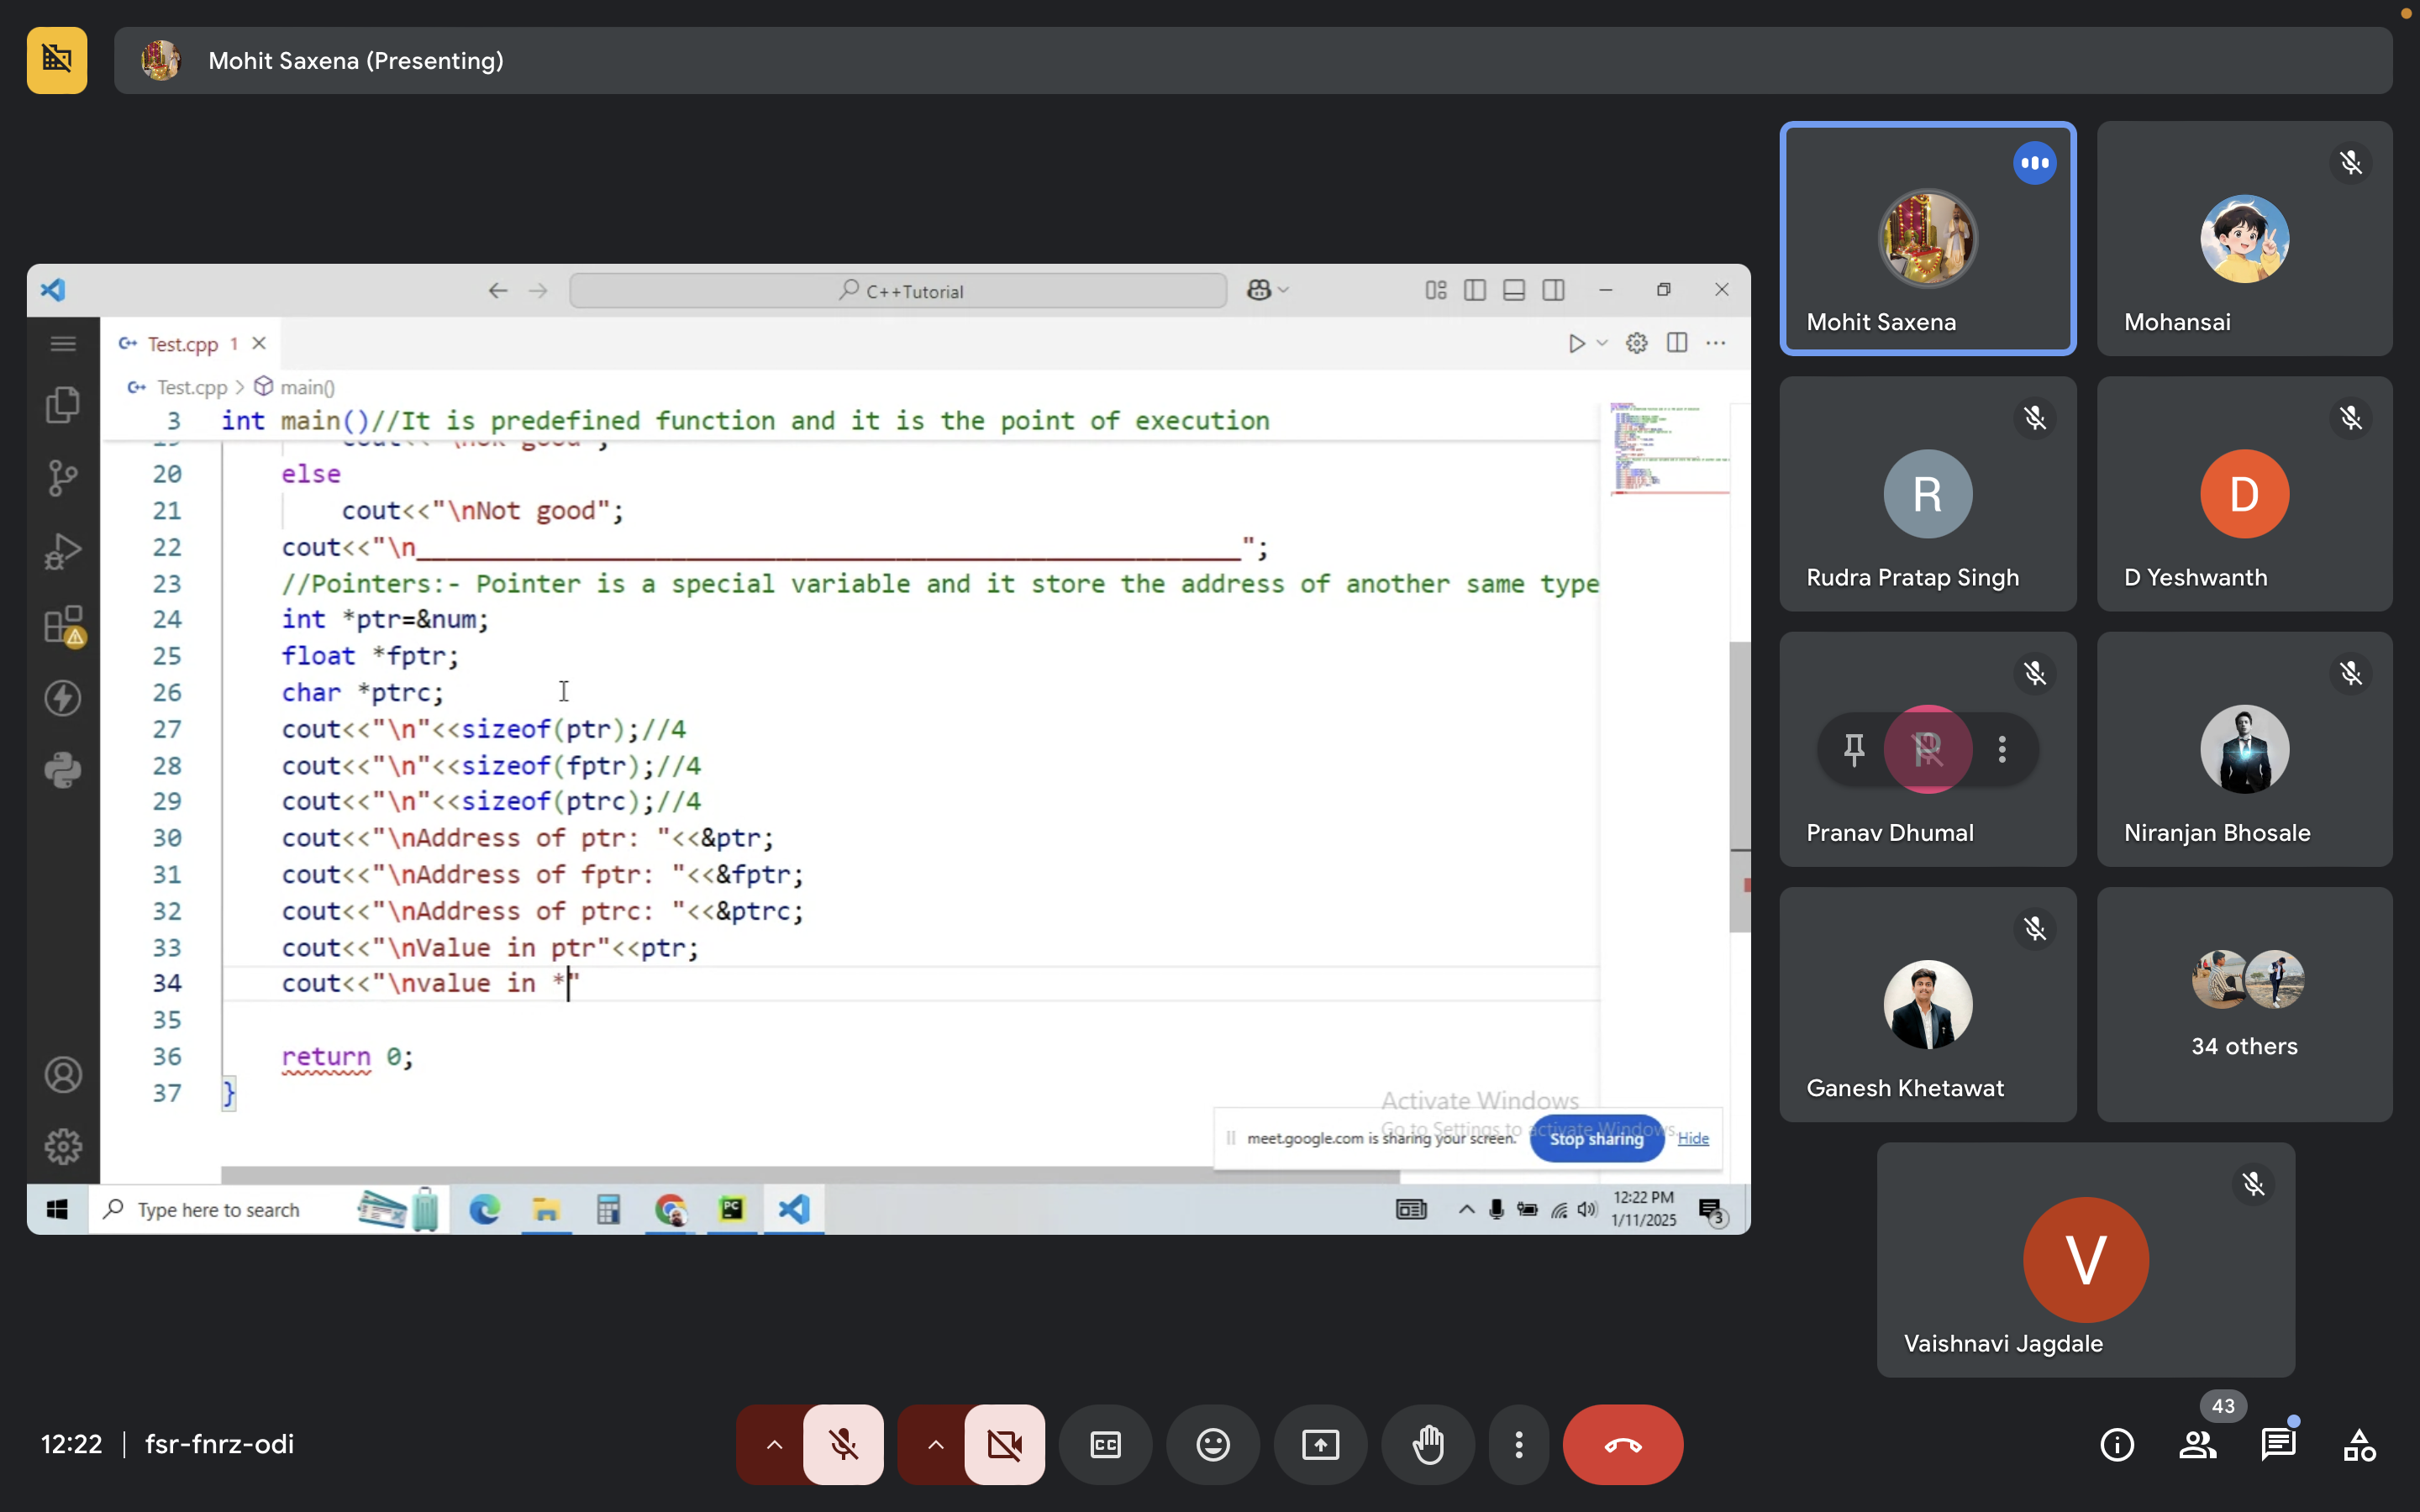 Mohit Saxena (Presenting)
C++Tutorial
Test.cpp 1
Test.cpp > main()
3 int main()//It is predefined function and it is the point of execution
20 else
21 cout<<"\nNot good";
22 cout<<"\n_______________________________________________________";
23 //Pointers:- Pointer is a special variable and it store the address of another same type
24 int *ptr=&num;
25 float *fptr;
26 char *ptrc;
27 cout<<"\n"<<sizeof(ptr);//4
28 cout<<"\n"<<sizeof(fptr);//4
29 cout<<"\n"<<sizeof(ptrc);//4
30 cout<<"\nAddress of ptr: "<<&ptr;
31 cout<<"\nAddress of fptr: "<<&fptr;
32 cout<<"\nAddress of ptrc: "<<&ptrc;
33 cout<<"\nValue in ptr"<<ptr;
34 cout<<"\nvalue in *"
35
36 return 0;
37 }
Activate Windows
Go to Settings to activate Windows.
meet.google.com is sharing your screen. Stop sharing Hide
Type here to search
PC
12:22 PM
1/11/2025
3
Mohit Saxena
Mohansai
R
Rudra Pratap Singh
D
D Yeshwanth
P
Pranav Dhumal
Niranjan Bhosale
Ganesh Khetawat
34 others
V
Vaishnavi Jagdale
12:22 | fsr-fnrz-odi
CC
43